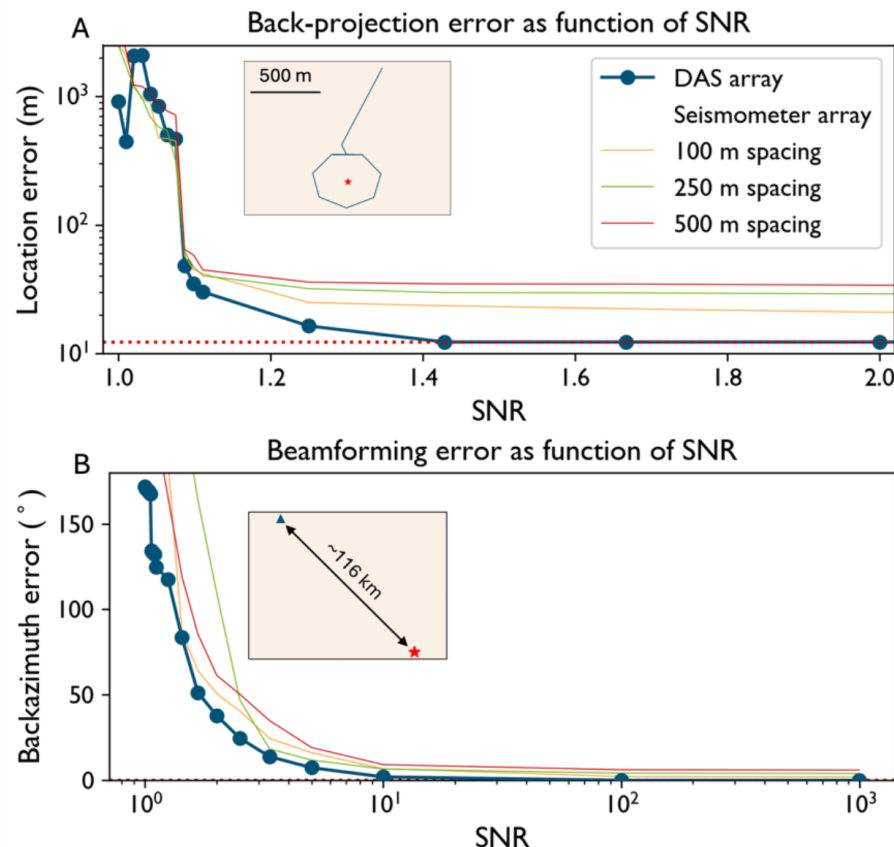 A
Back-projection error as function of SNR
Location error (m)
10³
10²
10¹
500 m
DAS array
Seismometer array
100 m spacing
250 m spacing
500 m spacing
1.0 1.2 1.4 1.6 1.8 2.0
SNR
B
Beamforming error as function of SNR
Backazimuth error (°)
150
100
50
0
~116 km
10⁰ 10¹ 10² 10³
SNR